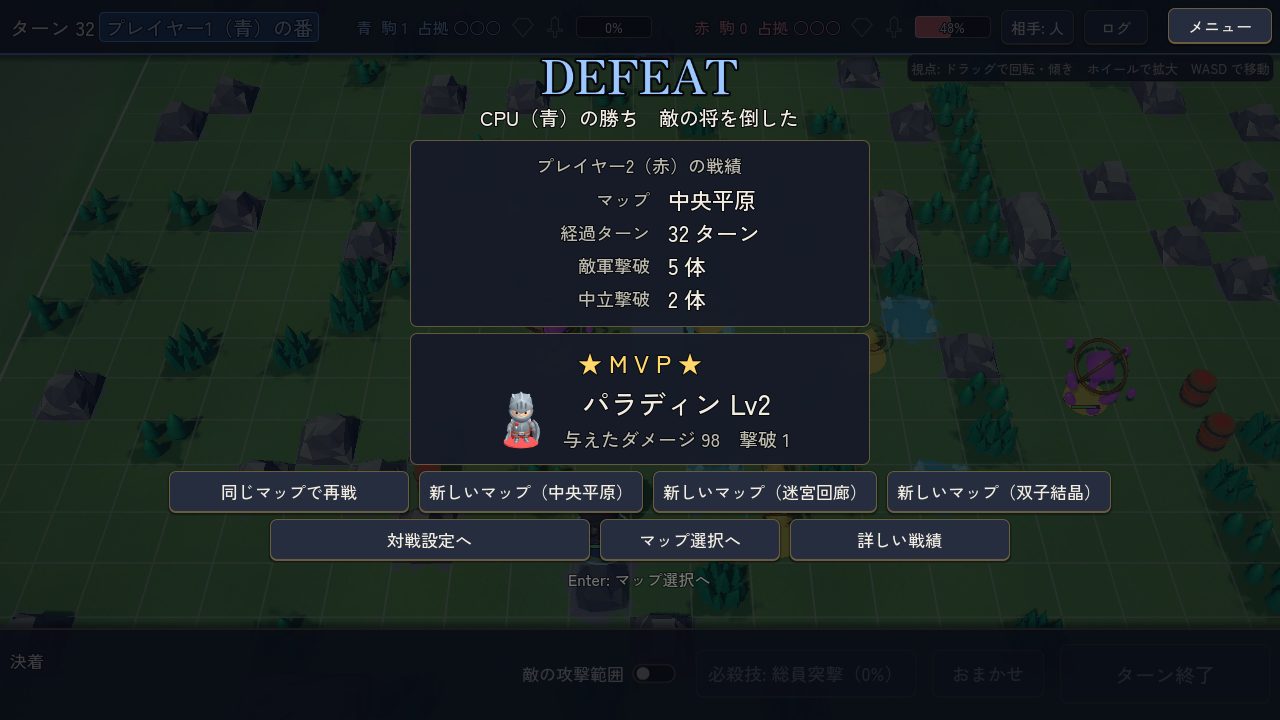 ターン 32 プレイヤー1（青）の番 青 駒 1 占拠 〇〇〇 0% 赤 駒 0 占拠 〇〇〇 48% 相手: 人 ログ メニュー
視点: ドラッグで回転・傾き ホイールで拡大 WASD で移動
DEFEAT
CPU（青）の勝ち 敵の将を倒した
プレイヤー2（赤）の戦績
マップ 中央平原
経過ターン 32 ターン
敵軍撃破 5 体
中立撃破 2 体
★ M V P ★
パラディン Lv2
与えたダメージ 98 撃破 1
同じマップで再戦 新しいマップ（中央平原） 新しいマップ（迷宮回廊） 新しいマップ（双子結晶）
対戦設定へ マップ選択へ 詳しい戦績
Enter: マップ選択へ
決着
敵の攻撃範囲 必殺技: 総員突撃（0%） おまかせ ターン終了